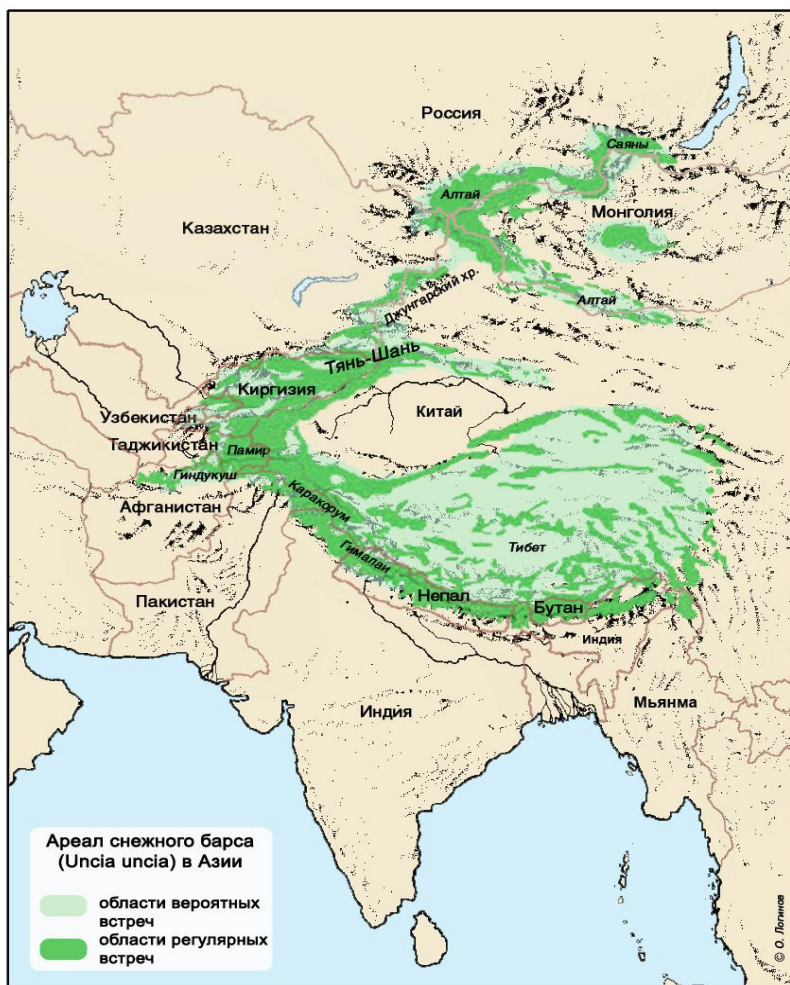 Россия
Саяны
Алтай
Монголия
Казахстан
Алтай
Джунгарский хр.
Тянь-Шань
Киргизия
Китай
Узбекистан
Таджикистан
Памир
Гиндукуш
Каракорум
Афганистан
Тибет
Гималаи
Непал
Бутан
Пакистан
Индия
Мьянма
Индия
Ареал снежного барса
(Uncia uncia) в Азии
области вероятных
встреч
области регулярных
встреч
© О. Логинов